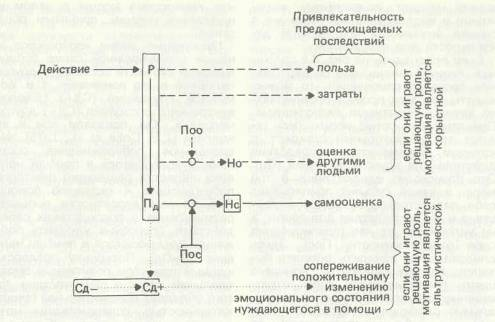 Привлекательность
предвосхищаемых
последствий
Действие
Р
польза
затраты
Поо
Но
оценка
другими
людьми
если они играют
решающую роль,
мотивация является
корыстной
Пд
Нс
самооценка
Пос
Сд−
Сд+
сопереживание
положительному
изменению
эмоционального состояния
нуждающегося в помощи
если они играют
решающую роль,
мотивация является
альтруистической